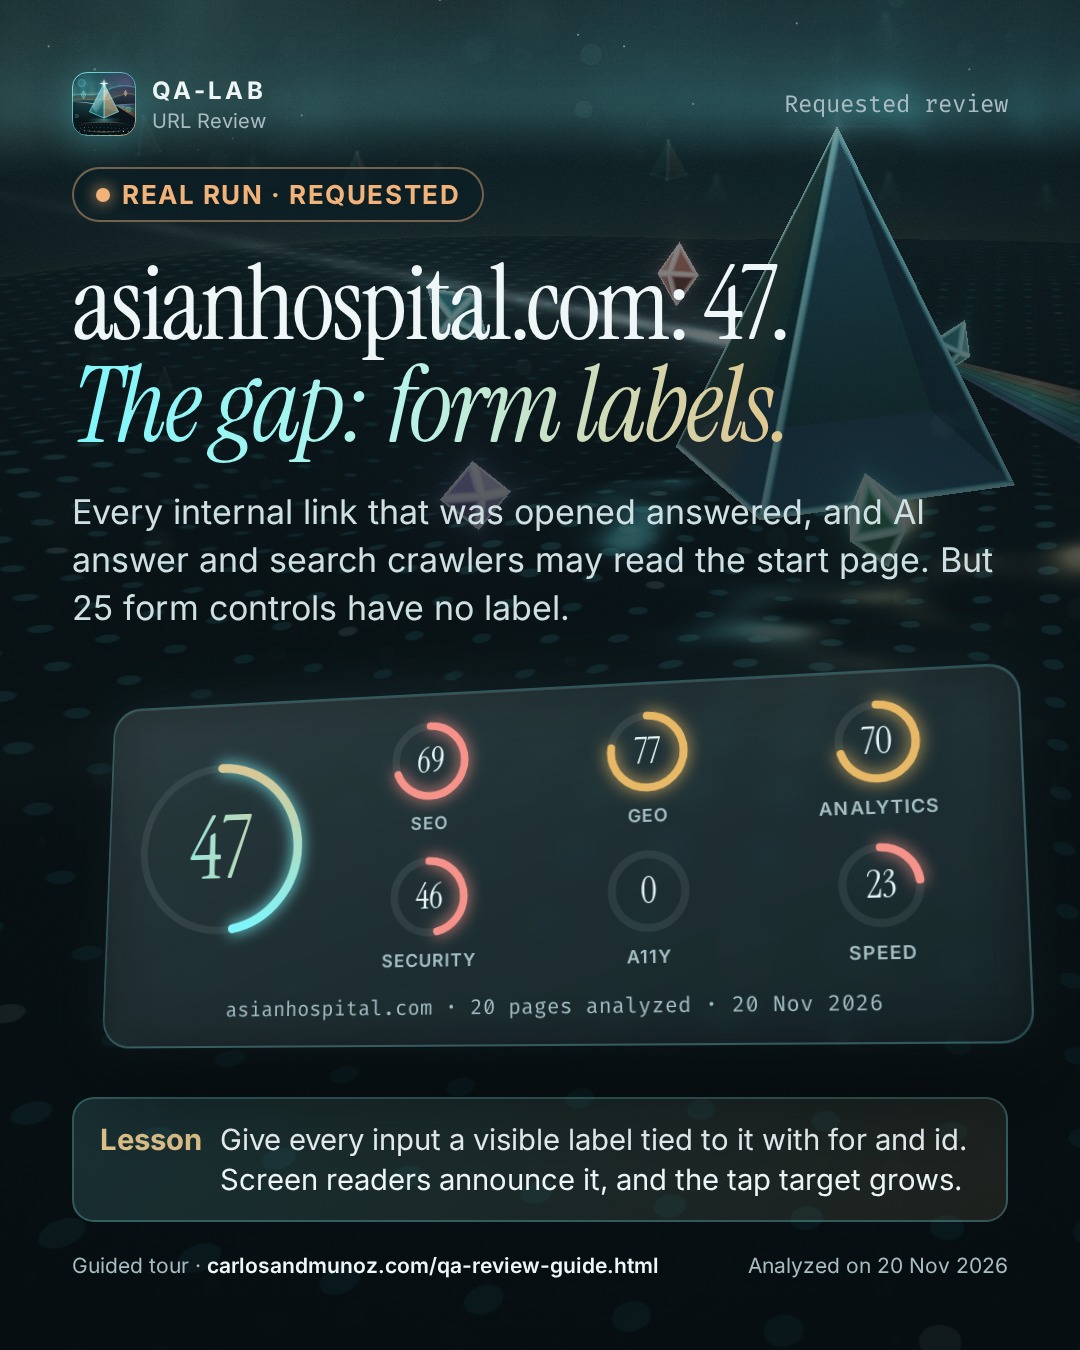 QA-LAB
URL Review
Requested review
REAL RUN · REQUESTED
asianhospital.com: 47.
The gap: form labels.
Every internal link that was opened answered, and AI
answer and search crawlers may read the start page. But
25 form controls have no label.
47
69
SEO
77
GEO
70
ANALYTICS
46
SECURITY
0
A11Y
23
SPEED
asianhospital.com · 20 pages analyzed · 20 Nov 2026
Lesson Give every input a visible label tied to it with for and id.
Screen readers announce it, and the tap target grows.
Guided tour · carlosandmunoz.com/qa-review-guide.html
Analyzed on 20 Nov 2026